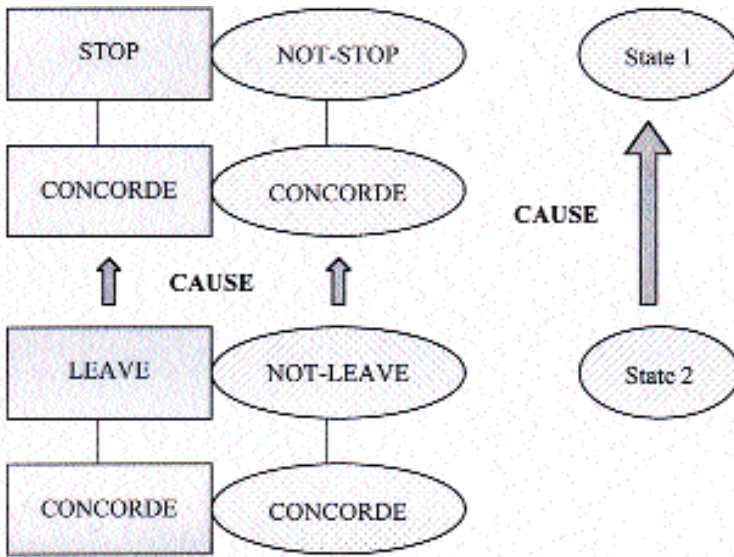 STOP NOT-STOP State 1
CONCORDE CONCORDE
CAUSE
CAUSE
LEAVE NOT-LEAVE State 2
CONCORDE CONCORDE